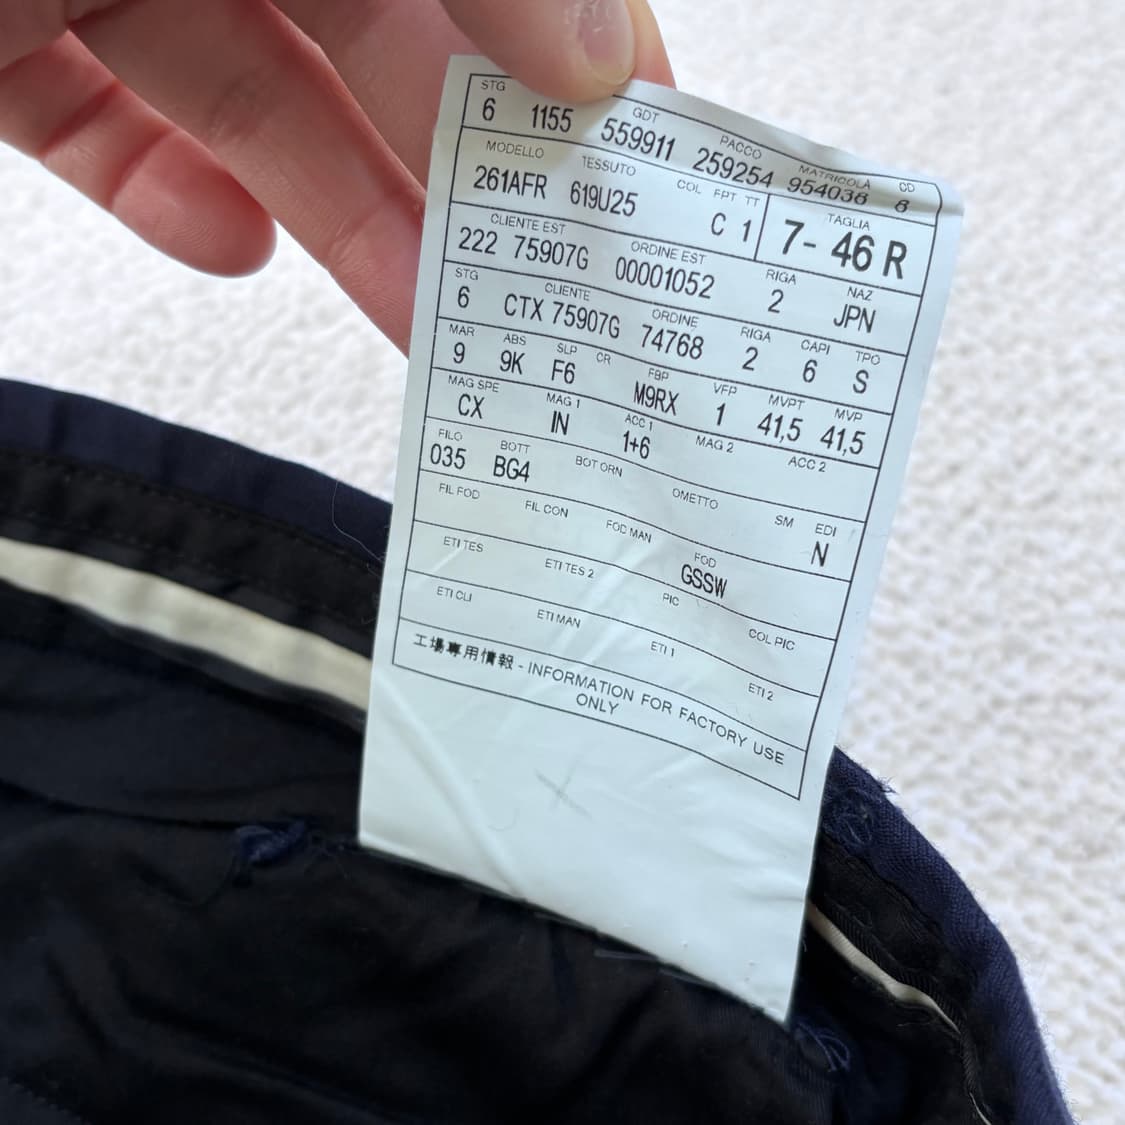 STG GDT PACCO MATRICOLA CD
6 1155 559911 259254 954038 8
MODELLO TESSUTO COL FPT TT TAGLIA
261AFR 619U25 C 1 7- 46 R
CLIENTE EST ORDINE EST RIGA NAZ
222 75907G 00001052 2 JPN
STG CLIENTE ORDINE RIGA CAPI TPO
6 CTX 75907G 74768 2 6 S
MAR ABS SLP CR FBP VFP MVPT MVP
9 9K F6 M9RX 1 41,5 41,5
MAG SPE MAG 1 ACC 1 MAG 2 ACC 2
CX IN 1+6
FILO BOTT BOT ORN OMETTO SM EDI
035 BG4 N
FIL FOD FIL CON FOD MAN FOD
GSSW
ETI TES ETI TES 2 PIC COL PIC
ETI CLI ETI MAN ETI 1 ETI 2
工場専用情報 - INFORMATION FOR FACTORY USE
ONLY